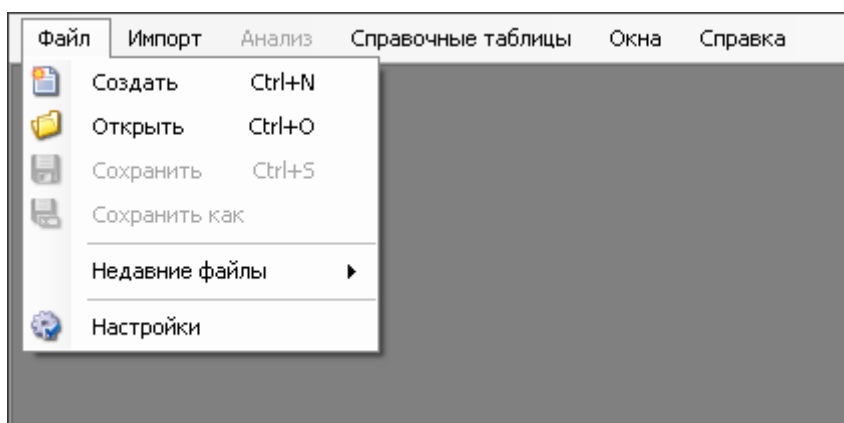 Файл Импорт Анализ Справочные таблицы Окна Справка
Создать Ctrl+N
Открыть Ctrl+O
Сохранить Ctrl+S
Сохранить как
Недавние файлы
Настройки